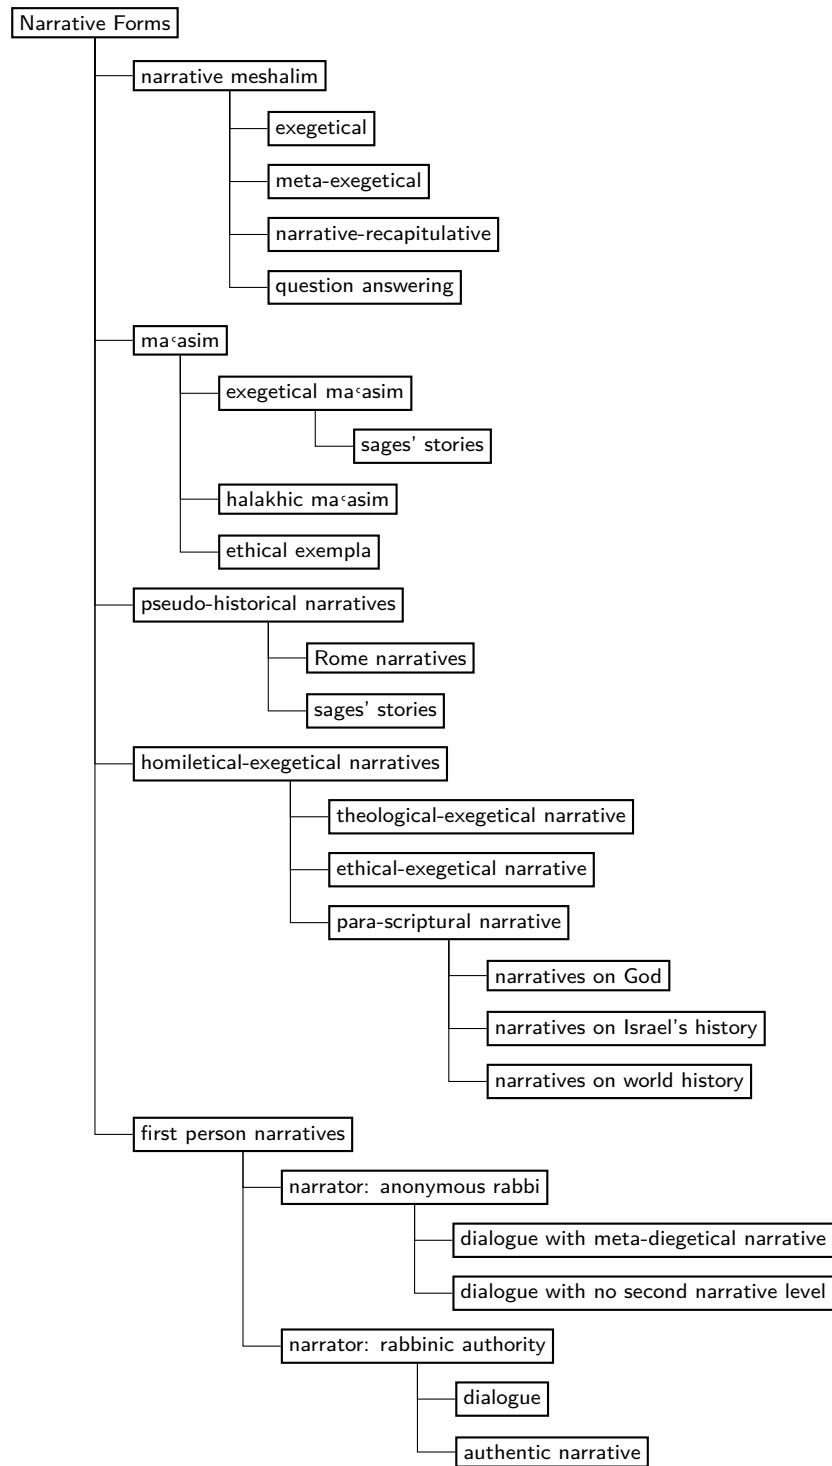 Narrative Forms
narrative meshalim
exegetical
meta-exegetical
narrative-recapitulative
question answering
maʿasim
exegetical maʿasim
sages’ stories
halakhic maʿasim
ethical exempla
pseudo-historical narratives
Rome narratives
sages’ stories
homiletical-exegetical narratives
theological-exegetical narrative
ethical-exegetical narrative
para-scriptural narrative
narratives on God
narratives on Israel’s history
narratives on world history
first person narratives
narrator: anonymous rabbi
dialogue with meta-diegetical narrative
dialogue with no second narrative level
narrator: rabbinic authority
dialogue
authentic narrative